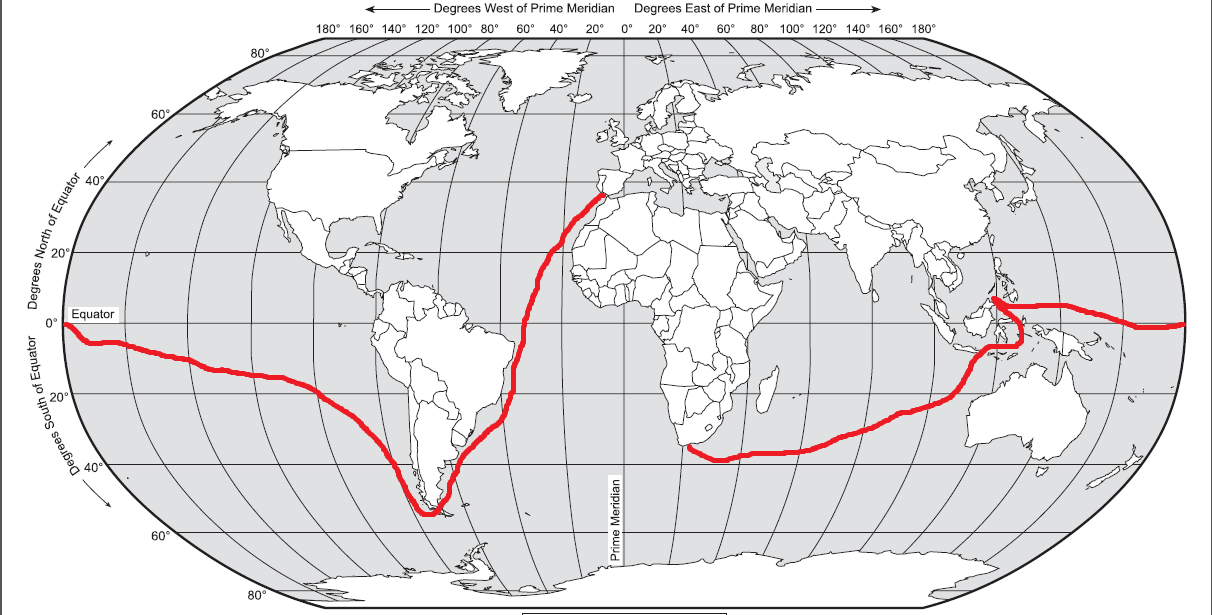 Degrees West of Prime Meridian Degrees East of Prime Meridian
180° 160° 140° 120° 100° 80° 60° 40° 20° 0° 20° 40° 60° 80° 100° 120° 140° 160° 180°
80°
60°
40°
20°
Degrees North of Equator
Equator
0°
Degrees South of Equator
20°
40°
60°
80°
Prime Meridian